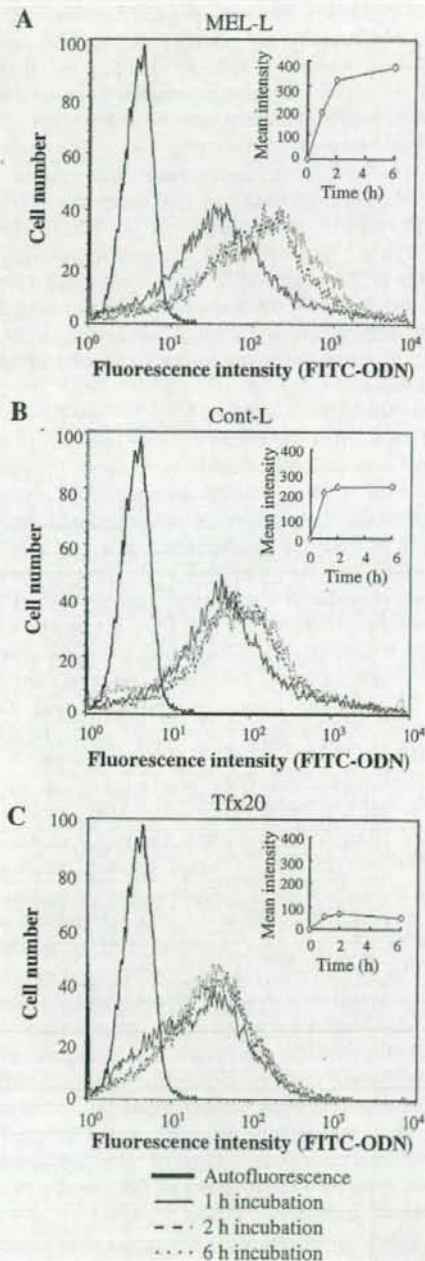 A
MEL-L
100
80
60
40
20
0
Cell number
10⁰ 10¹ 10² 10³ 10⁴
Fluorescence intensity (FITC-ODN)
Mean intensity
400
300
200
100
0
0 2 4 6
Time (h)
B
Cont-L
100
80
60
40
20
0
Cell number
10⁰ 10¹ 10² 10³ 10⁴
Fluorescence intensity (FITC-ODN)
Mean intensity
400
300
200
100
0
0 2 4 6
Time (h)
C
Tfx20
100
80
60
40
20
0
Cell number
10⁰ 10¹ 10² 10³ 10⁴
Fluorescence intensity (FITC-ODN)
Mean intensity
400
300
200
100
0
0 2 4 6
Time (h)
Autofluorescence
1 h incubation
2 h incubation
6 h incubation